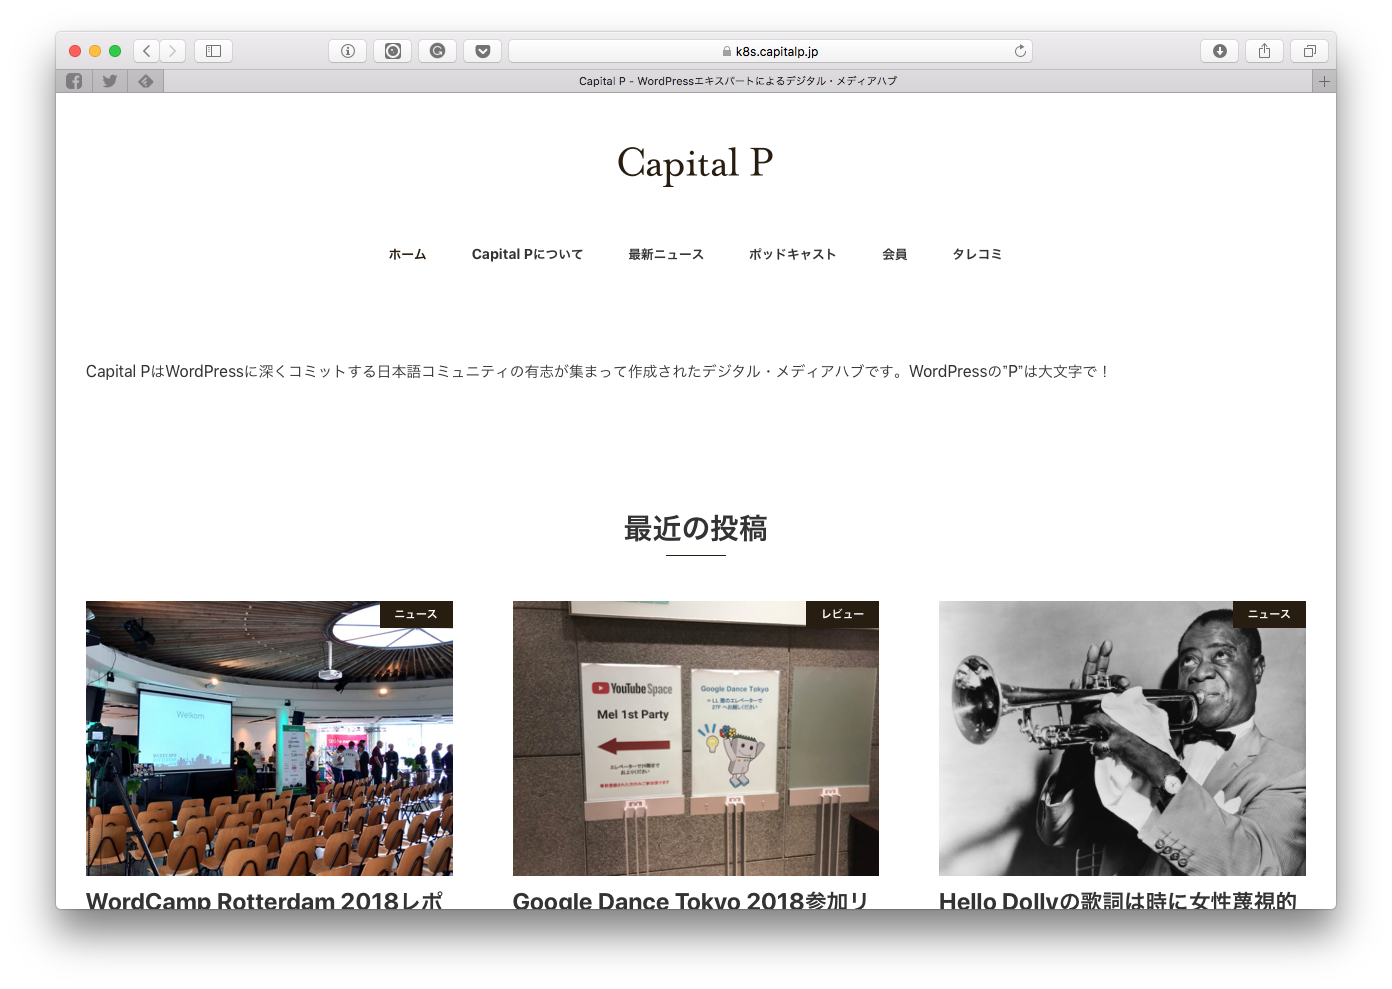 k8s.capitalp.jp
Capital P - WordPressエキスパートによるデジタル・メディアハブ
Capital P
ホーム Capital Pについて 最新ニュース ポッドキャスト 会員 タレコミ
Capital PはWordPressに深くコミットする日本語コミュニティの有志が集まって作成されたデジタル・メディアハブです。WordPressの”P”は大文字で！
最近の投稿
ニュース
Welkom
WordCamp Rotterdam 2018レポ
レビュー
YouTube Space
Mel 1st Party
Google Dance Tokyo
27F へお越しください
Google Dance Tokyo 2018参加リ
ニュース
Hello Dollyの歌詞は時に女性蔑視的